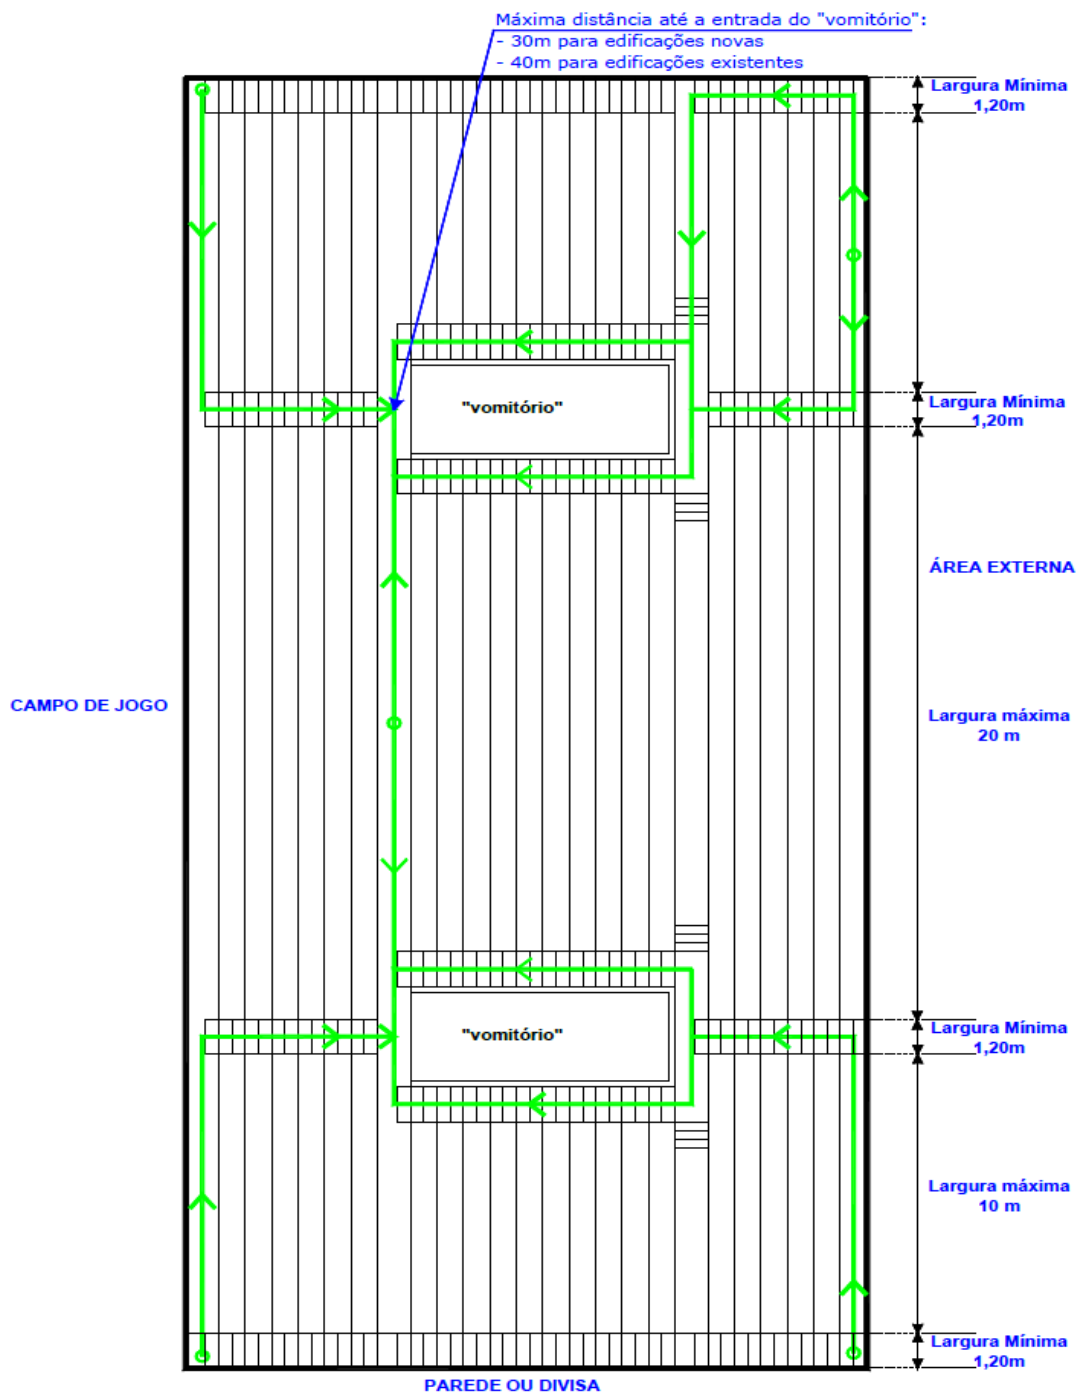 Máxima distância até a entrada do "vomitório":
- 30m para edificações novas
- 40m para edificações existentes
Largura Mínima
1,20m
"vomitório"
Largura Mínima
1,20m
ÁREA EXTERNA
CAMPO DE JOGO
Largura máxima
20 m
"vomitório"
Largura Mínima
1,20m
Largura máxima
10 m
Largura Mínima
1,20m
PAREDE OU DIVISA